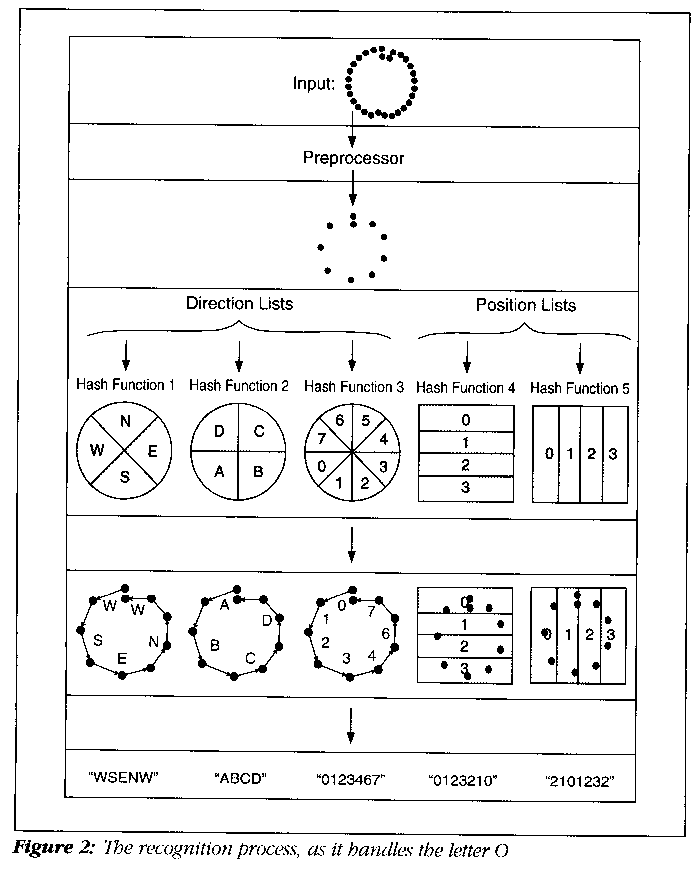 Input:
Preprocessor
Direction Lists Position Lists
Hash Function 1 Hash Function 2 Hash Function 3 Hash Function 4 Hash Function 5
N
W E
S
D C
A B
6 5
7 4
0 3
1 2
0
1
2
3
0 1 2 3
W W
S N
E
A
D
B
C
0
1 7
2 6
3 4
0
1
2
3
0 1 2 3
"WSENW" "ABCD" "0123467" "0123210" "2101232"
Figure 2: The recognition process, as it handles the letter O